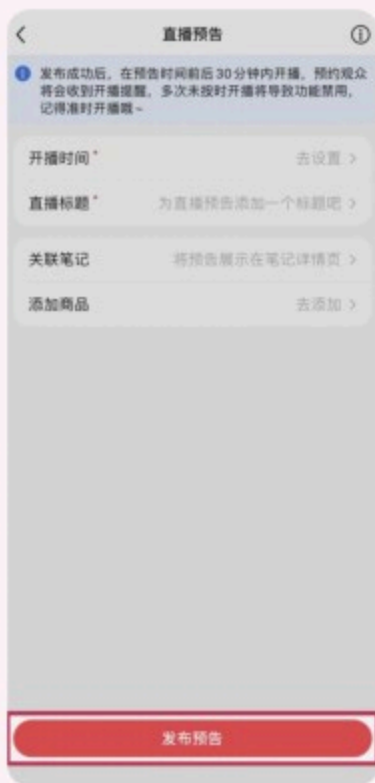 直播预告
发布成功后，在预告时间前后30分钟内开播，预约观众
将会收到开播提醒，多次未按时开播将导致功能禁用，
记得准时开播哦~
开播时间* 去设置 >
直播标题* 为直播预告添加一个标题吧 >
关联笔记 将预告展示在笔记详情页 >
添加商品 去添加 >
发布预告